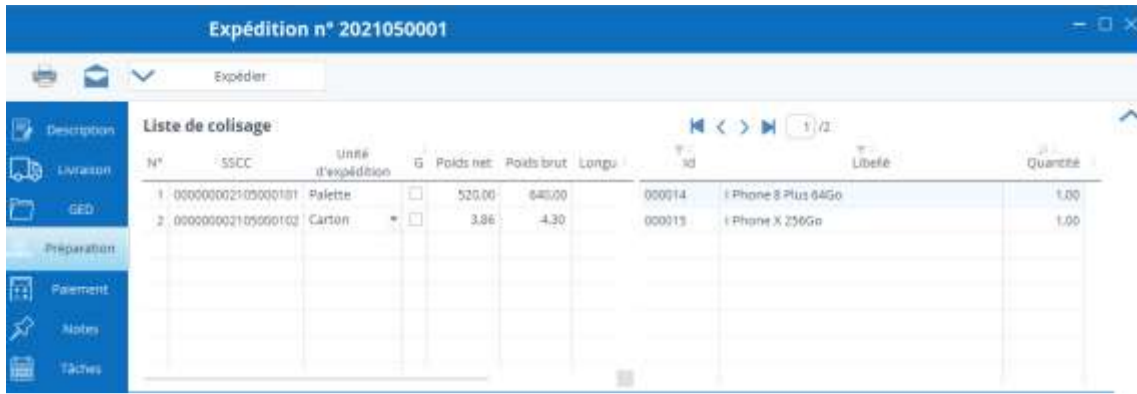 Expédition n° 2021050001
Expédier
Description
Livraison
GED
Préparation
Paiement
Notes
Tâches
Liste de colisage
1 /2
N° SSCC Unité d'expédition G Poids net Poids brut Longu
1 000000002105000101 Palette 520.00 640.00
2 000000002105000102 Carton 3.86 4.30
Id Libellé Quantité
000014 I Phone 8 Plus 64Go 1.00
000015 I Phone X 256Go 1.00